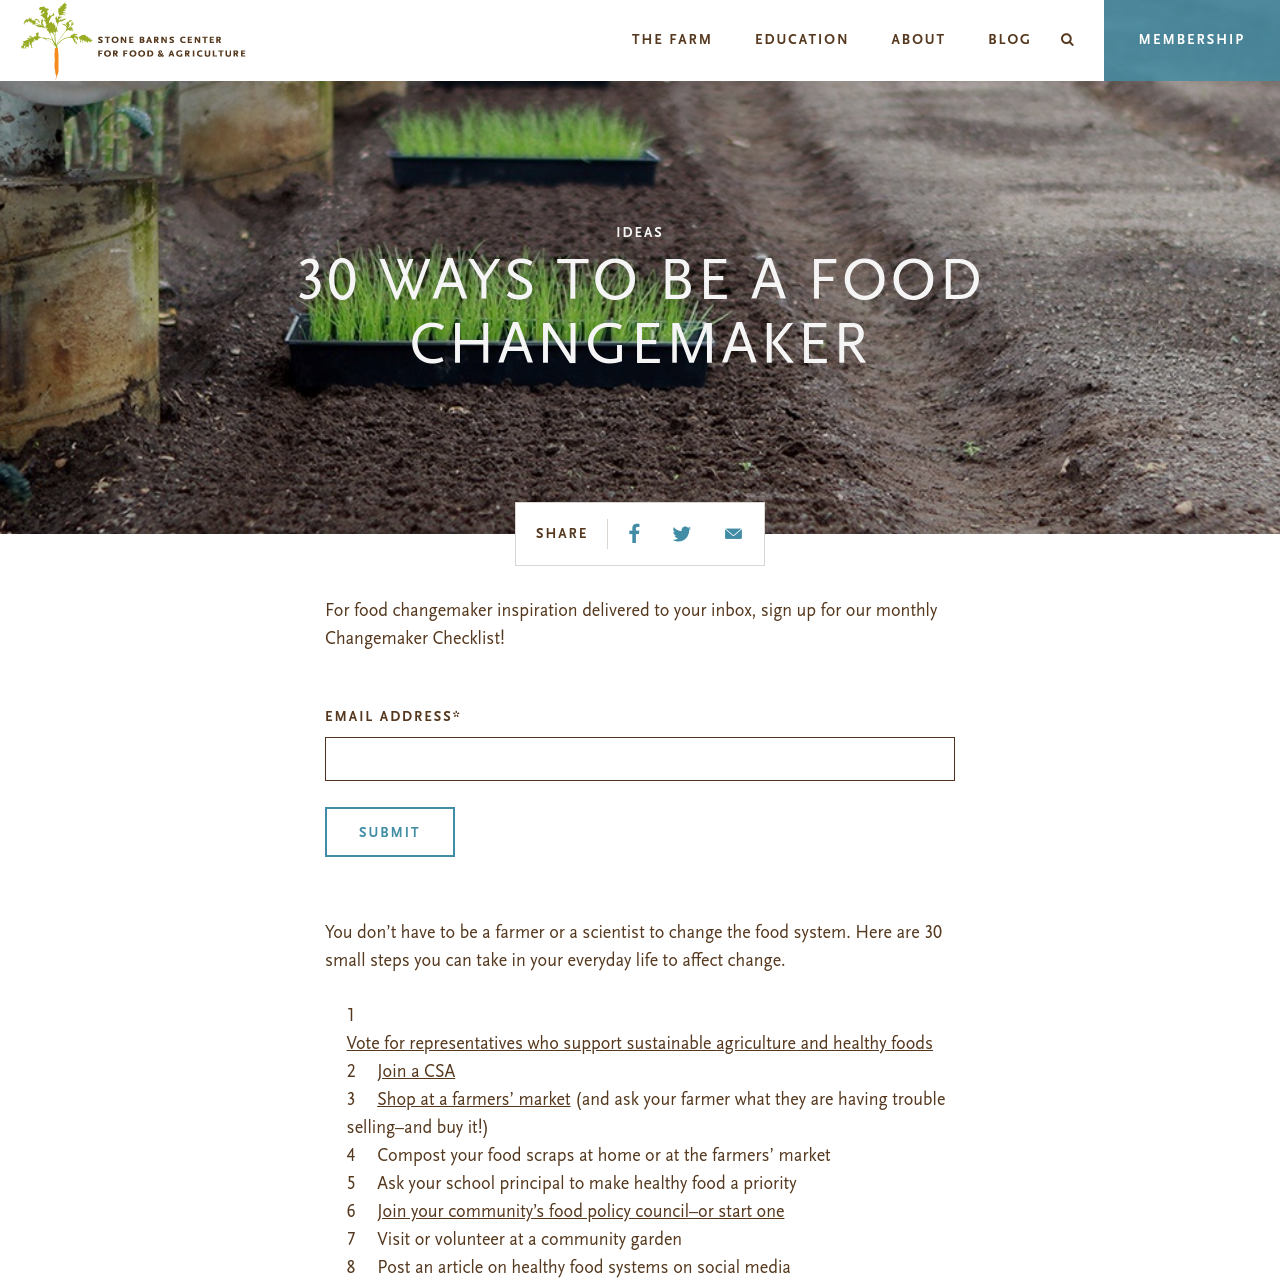 STONE BARNS CENTER
FOR FOOD & AGRICULTURE
THE FARM
EDUCATION
ABOUT
BLOG
MEMBERSHIP
IDEAS
30 WAYS TO BE A FOOD
CHANGEMAKER
SHARE
For food changemaker inspiration delivered to your inbox, sign up for our monthly
Changemaker Checklist!
EMAIL ADDRESS*
SUBMIT
You don’t have to be a farmer or a scientist to change the food system. Here are 30
small steps you can take in your everyday life to affect change.
1
Vote for representatives who support sustainable agriculture and healthy foods
2 Join a CSA
3 Shop at a farmers’ market (and ask your farmer what they are having trouble
selling–and buy it!)
4 Compost your food scraps at home or at the farmers’ market
5 Ask your school principal to make healthy food a priority
6 Join your community’s food policy council–or start one
7 Visit or volunteer at a community garden
8 Post an article on healthy food systems on social media